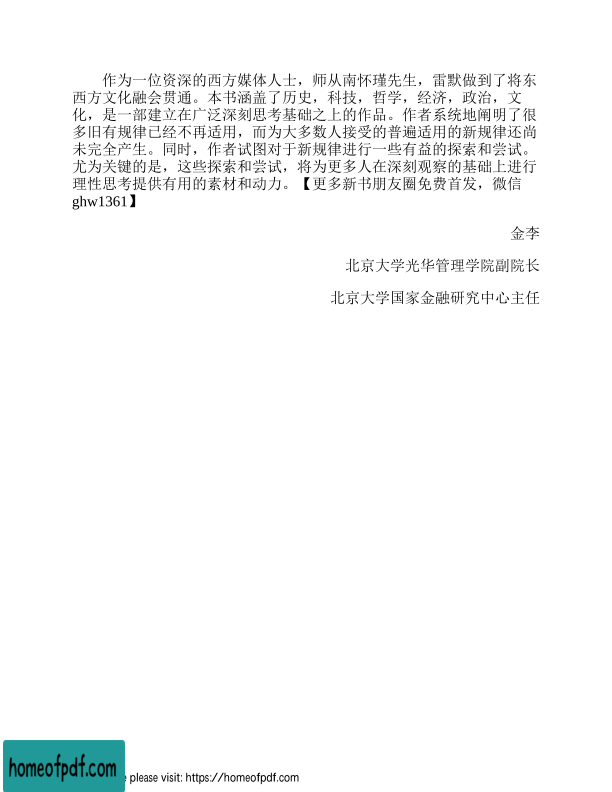 作为一位资深的西方媒体人士，师从南怀瑾先生，雷默做到了将东
西方文化融会贯通。本书涵盖了历史，科技，哲学，经济，政治，文
化，是一部建立在广泛深刻思考基础之上的作品。作者系统地阐明了很
多旧有规律已经不再适用，而为大多数人接受的普遍适用的新规律还尚
未完全产生。同时，作者试图对于新规律进行一些有益的探索和尝试。
尤为关键的是，这些探索和尝试，将为更多人在深刻观察的基础上进行
理性思考提供有用的素材和动力。【更多新书朋友圈免费首发，微信
ghw1361】
金李
北京大学光华管理学院副院长
北京大学国家金融研究中心主任
homeofpdf.com
please visit: https://homeofpdf.com